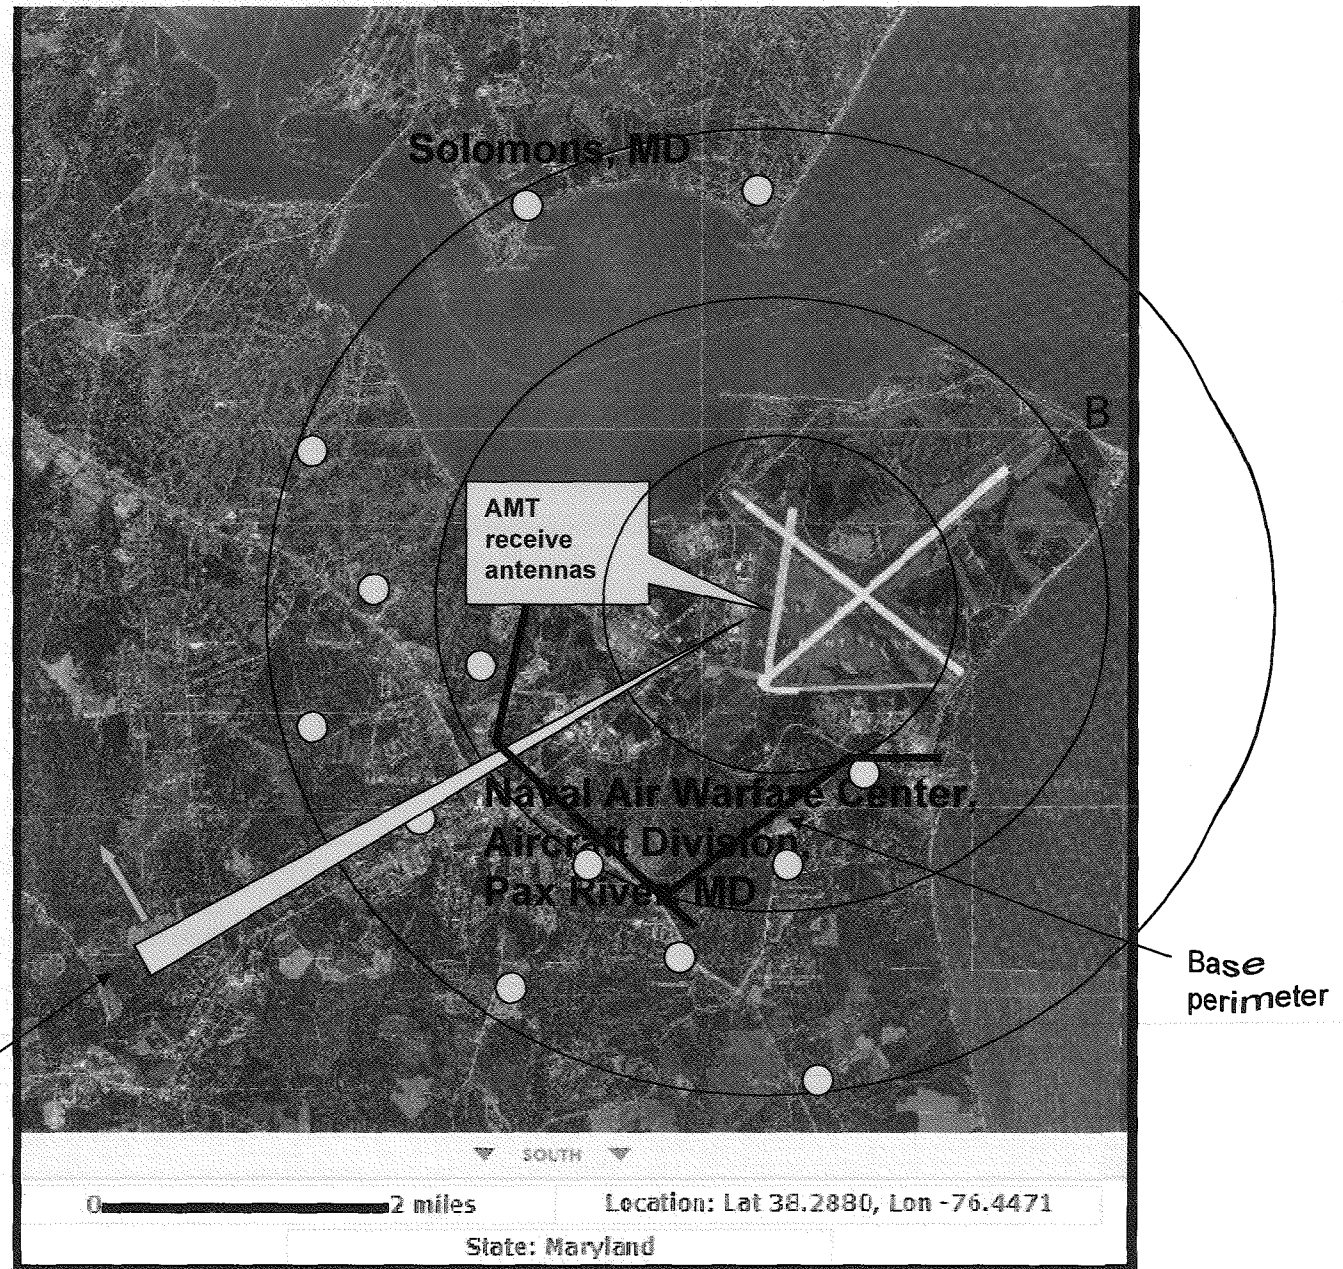 Solomons, MD
B
AMT
receive
antennas
Naval Air Warfare Center,
Aircraft Division
Pax River, MD
Base
perimeter
SOUTH
0 2 miles
Location: Lat 38.2880, Lon -76.4471
State: Maryland